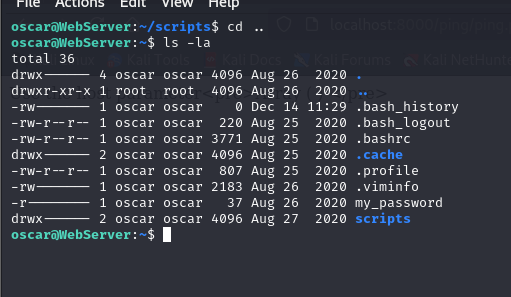 File Actions Edit View Help
oscar@WebServer:~/scripts$ cd ..
oscar@WebServer:~$ ls -la
total 36
drwx------ 4 oscar oscar 4096 Aug 26 2020 .
drwxr-xr-x 1 root root 4096 Aug 26 2020 ..
-rw------- 1 oscar oscar 0 Dec 14 11:29 .bash_history
-rw-r--r-- 1 oscar oscar 220 Aug 25 2020 .bash_logout
-rw-r--r-- 1 oscar oscar 3771 Aug 25 2020 .bashrc
drwx------ 2 oscar oscar 4096 Aug 26 2020 .cache
-rw-r--r-- 1 oscar oscar 807 Aug 25 2020 .profile
-rw------- 1 oscar oscar 2183 Aug 26 2020 .viminfo
-r-------- 1 oscar oscar 37 Aug 26 2020 my_password
drwx------ 2 oscar oscar 4096 Aug 27 2020 scripts
oscar@WebServer:~$